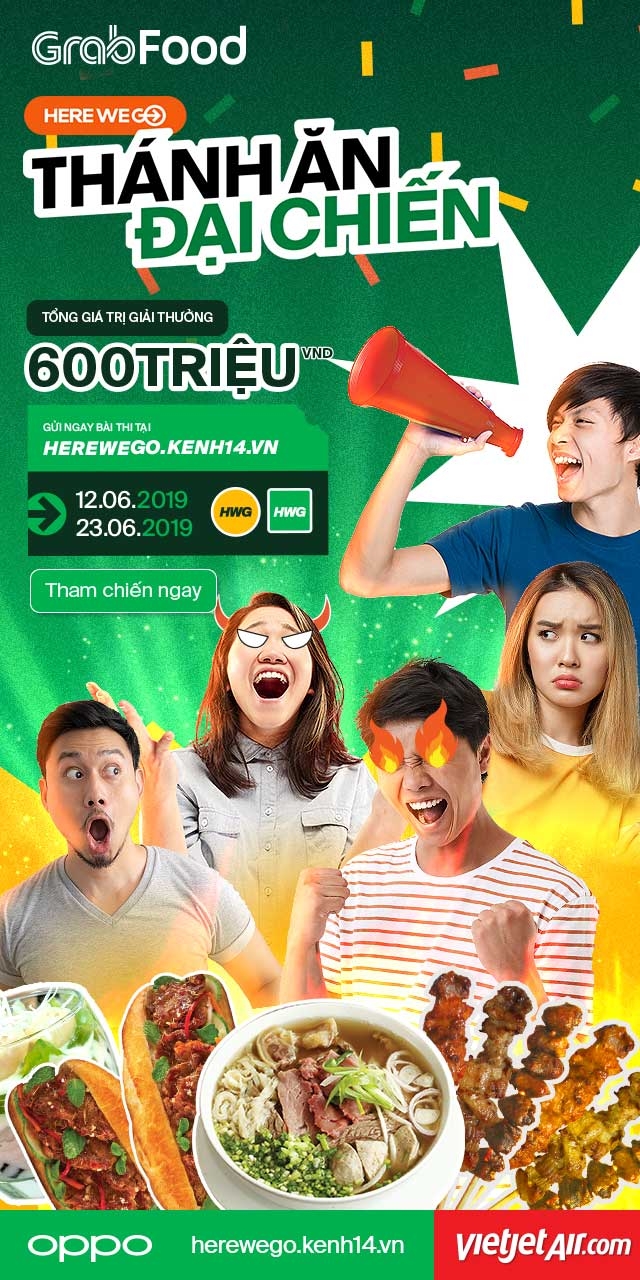 GrabFood
HERE WE GO
THÁNH ĂN
ĐẠI CHIẾN
TỔNG GIÁ TRỊ GIẢI THƯỞNG
600TRIỆU VND
GỬI NGAY BÀI THI TẠI
HEREWEGO.KENH14.VN
12.06.2019
23.06.2019
HWG HWG
Tham chiến ngay
oppo herewego.kenh14.vn vietjetAir.com